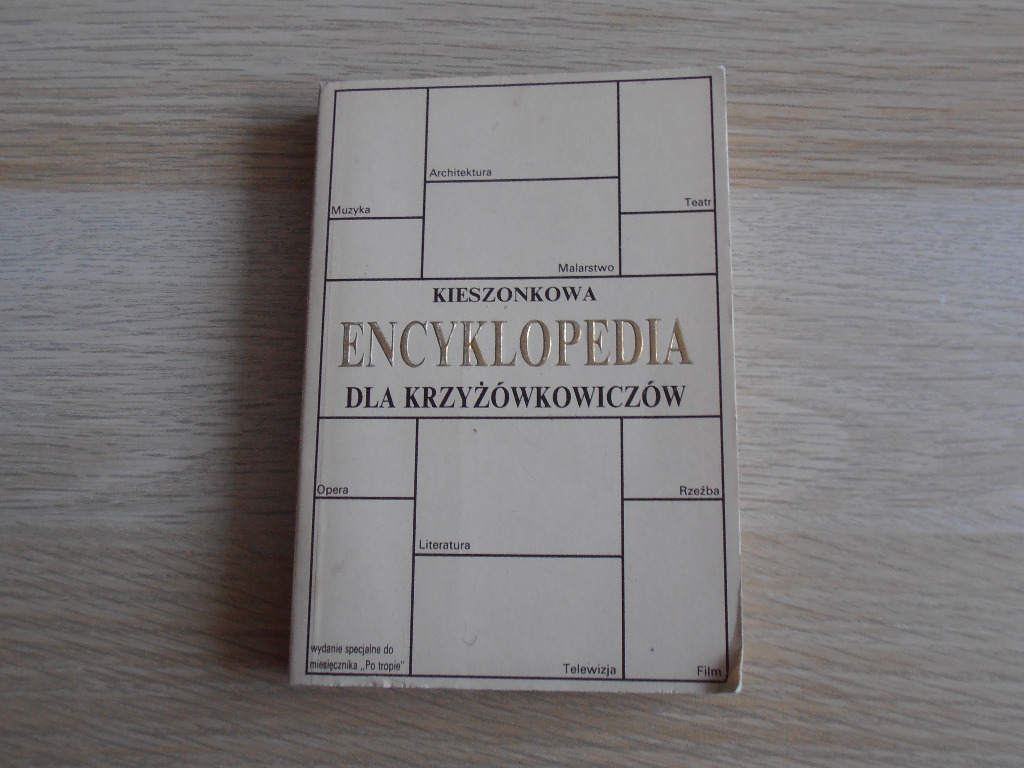 Architektura
Muzyka
Teatr
Malarstwo
KIESZONKOWA
ENCYKLOPEDIA
DLA KRZYŻÓWKOWICZÓW
Opera
Rzeźba
Literatura
wydanie specjalne do
miesięcznika „Po tropie"
Telewizja
Film